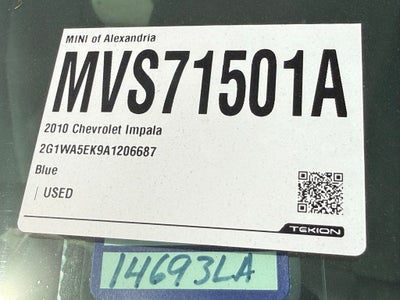 MINI of Alexandria
MVS71501A
2010 Chevrolet Impala
2G1WA5EK9A1206687
Blue
| USED
TEKION
14693LA